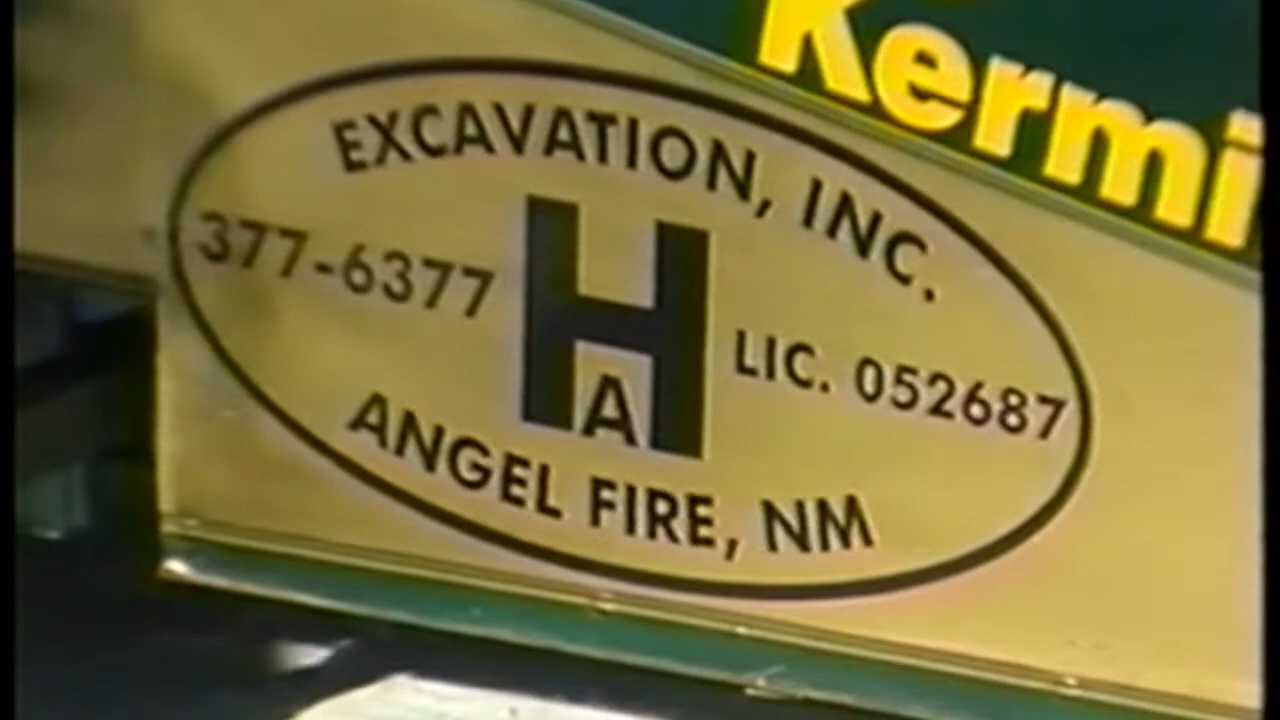 Kermi
EXCAVATION, INC.
377-6377
H
A
LIC. 052687
ANGEL FIRE, NM